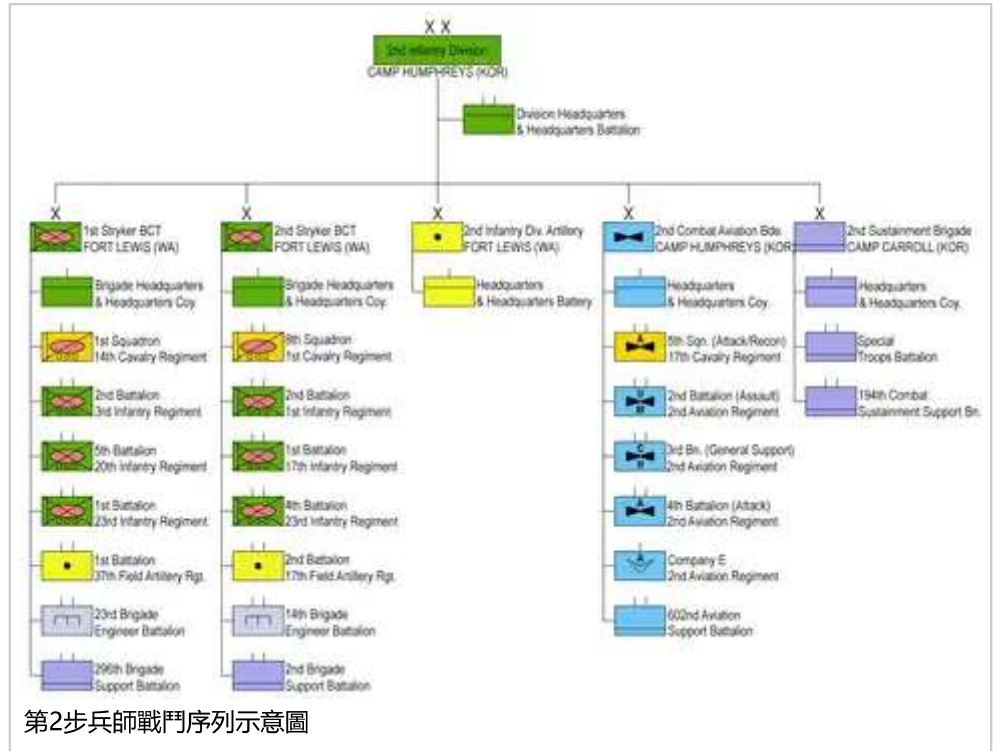 X X
2nd Infantry Division
CAMP HUMPHREYS (KOR)
Division Headquarters
& Headquarters Battalion
X
1st Stryker BCT
FORT LEWIS (WA)
Brigade Headquarters
& Headquarters Coy.
1st Squadron
14th Cavalry Regiment
2nd Battalion
3rd Infantry Regiment
5th Battalion
20th Infantry Regiment
1st Battalion
23rd Infantry Regiment
1st Battalion
37th Field Artillery Rgt.
23rd Brigade
Engineer Battalion
296th Brigade
Support Battalion
X
2nd Stryker BCT
FORT LEWIS (WA)
Brigade Headquarters
& Headquarters Coy.
8th Squadron
1st Cavalry Regiment
2nd Battalion
1st Infantry Regiment
1st Battalion
17th Infantry Regiment
4th Battalion
23rd Infantry Regiment
2nd Battalion
17th Field Artillery Rgt.
14th Brigade
Engineer Battalion
2nd Brigade
Support Battalion
X
2nd Infantry Div. Artillery
FORT LEWIS (WA)
Headquarters
& Headquarters Battery
X
2nd Combat Aviation Bde.
CAMP HUMPHREYS (KOR)
Headquarters
& Headquarters Coy.
A
5th Sqn. (Attack/Recon)
17th Cavalry Regiment
U
H
2nd Battalion (Assault)
2nd Aviation Regiment
C
H
3rd Bn. (General Support)
2nd Aviation Regiment
A
4th Battalion (Attack)
2nd Aviation Regiment
Company E
2nd Aviation Regiment
602nd Aviation
Support Battalion
X
2nd Sustainment Brigade
CAMP CARROLL (KOR)
Headquarters
& Headquarters Coy.
Special
Troops Battalion
194th Combat
Sustainment Support Bn.
第2步兵師戰鬥序列示意圖